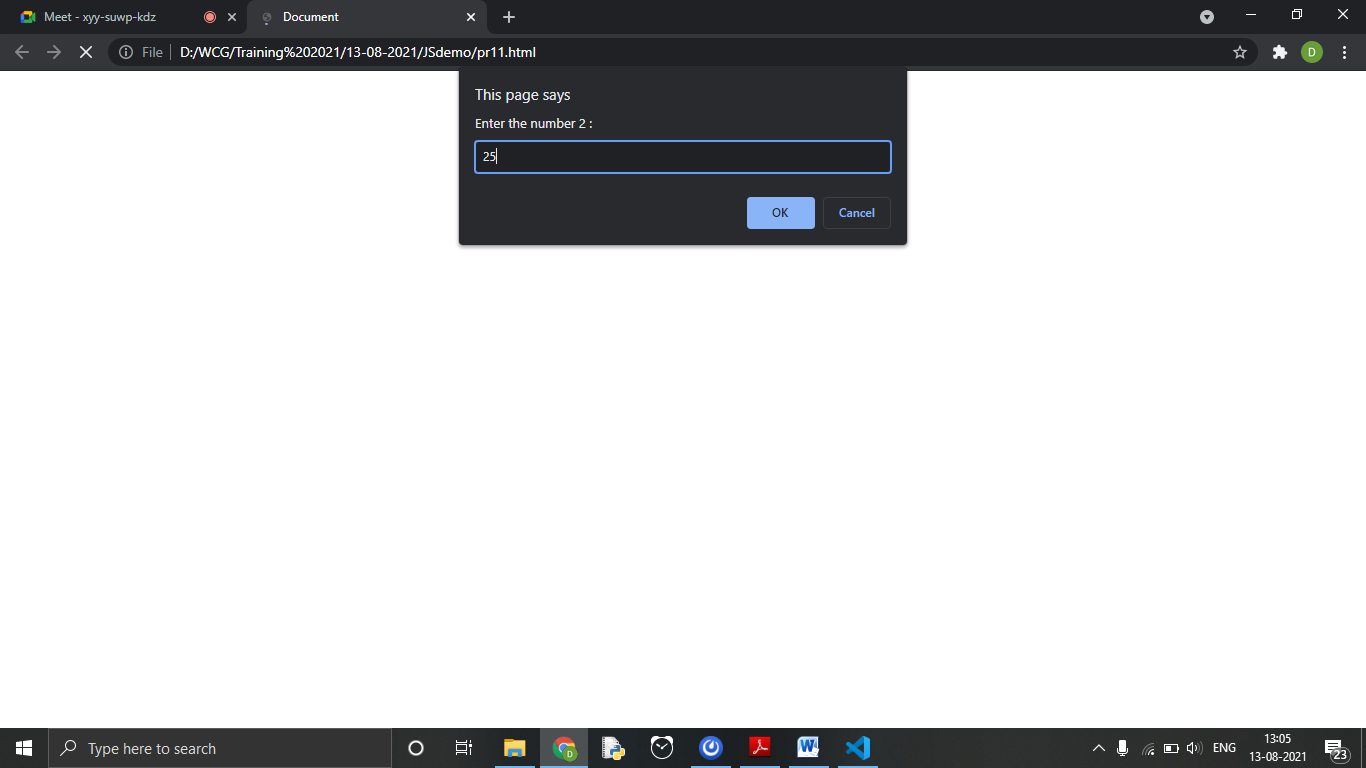 Meet - xyy-suwp-kdz
Document
File
D:/WCG/Training%202021/13-08-2021/JSdemo/pr11.html
D
This page says
Enter the number 2 :
25
OK
Cancel
Type here to search
D
W
ENG
13:05
13-08-2021
23